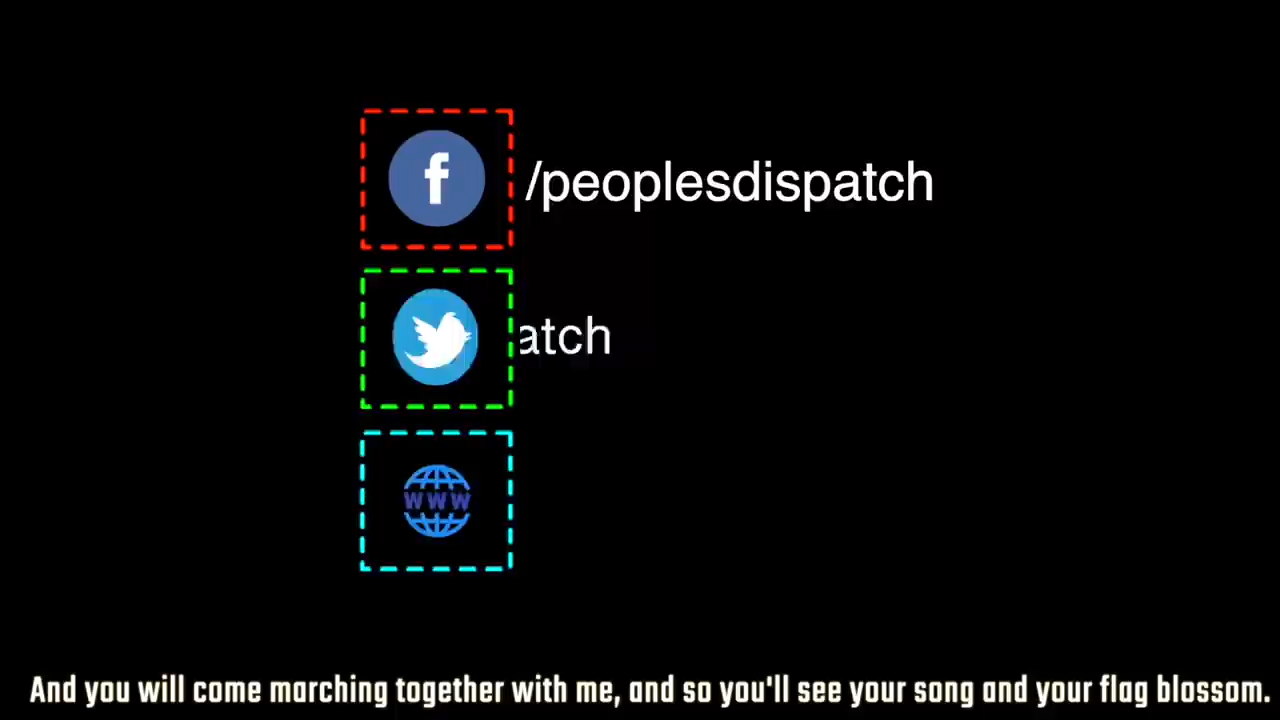 f /peoplesdispatch
atch
WWW
And you will come marching together with me, and so you'll see your song and your flag blossom.